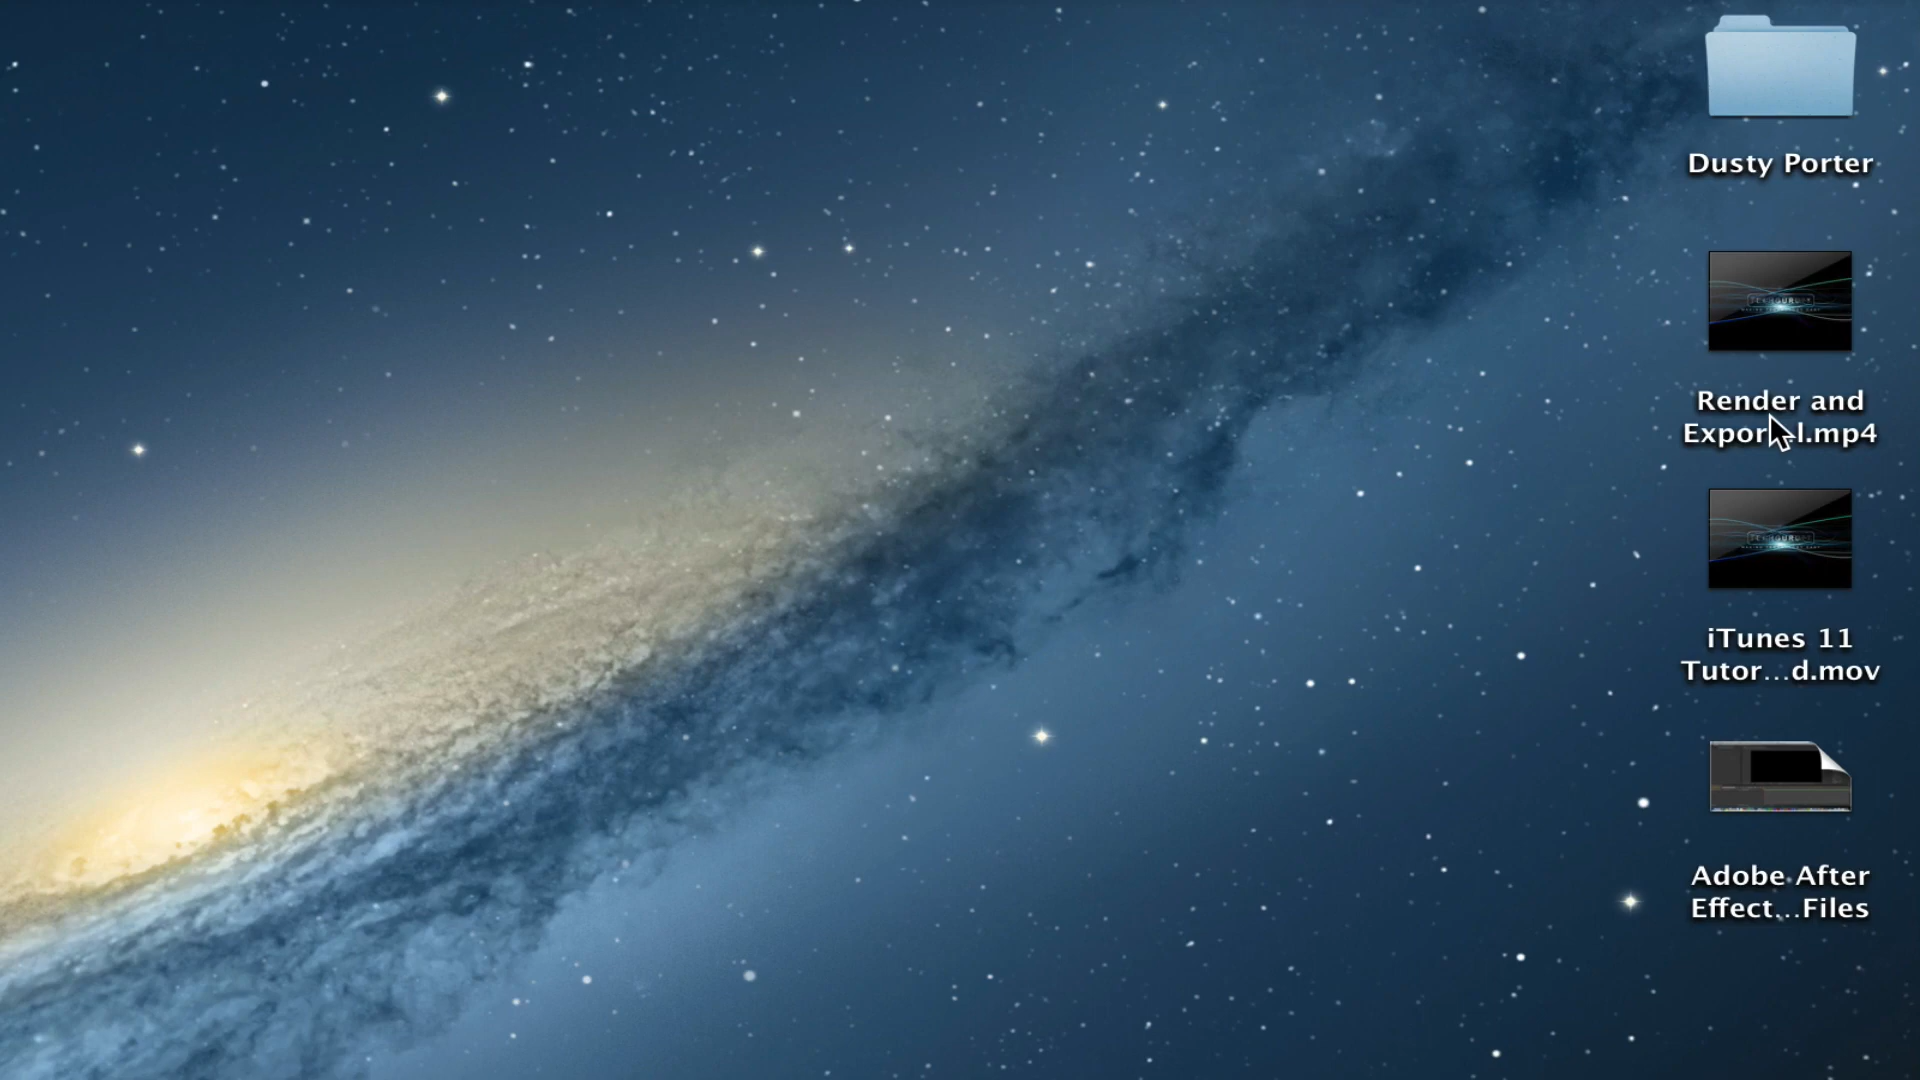 Dusty Porter
Render and
Expor
l.mp4
iTunes 11
Tutor...d.mov
Adobe After
Effect...Files